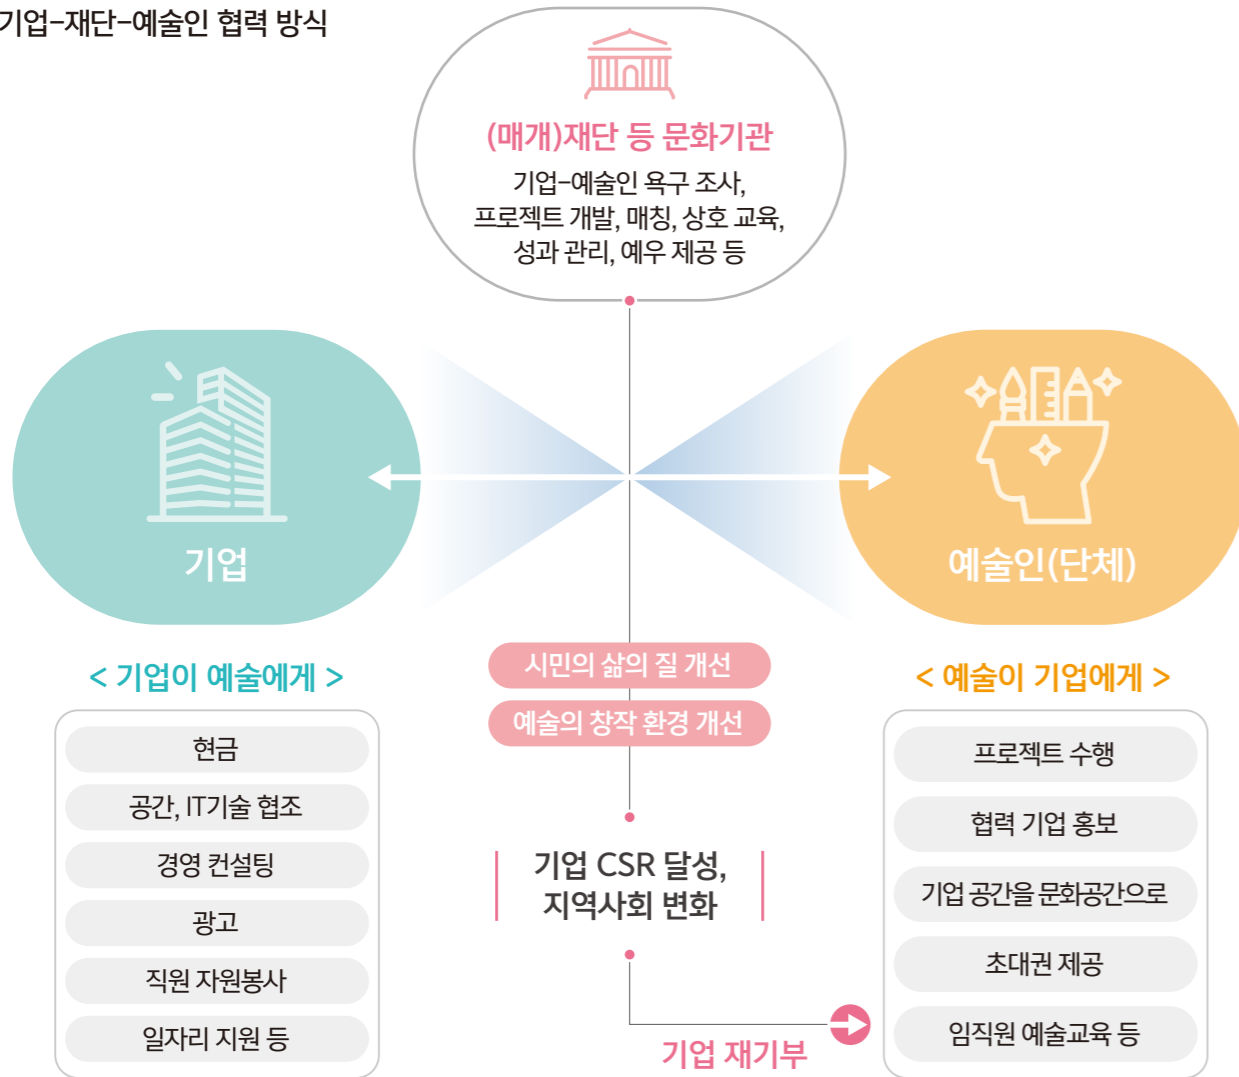 기업-재단-예술인 협력 방식
(매개)재단 등 문화기관
기업-예술인 욕구 조사,
프로젝트 개발, 매칭, 상호 교육,
성과 관리, 예우 제공 등
기업
예술인(단체)
< 기업이 예술에게 >
현금
공간, IT기술 협조
경영 컨설팅
광고
직원 자원봉사
일자리 지원 등
시민의 삶의 질 개선
예술의 창작 환경 개선
기업 CSR 달성,
지역사회 변화
기업 재기부
< 예술이 기업에게 >
프로젝트 수행
협력 기업 홍보
기업 공간을 문화공간으로
초대권 제공
임직원 예술교육 등